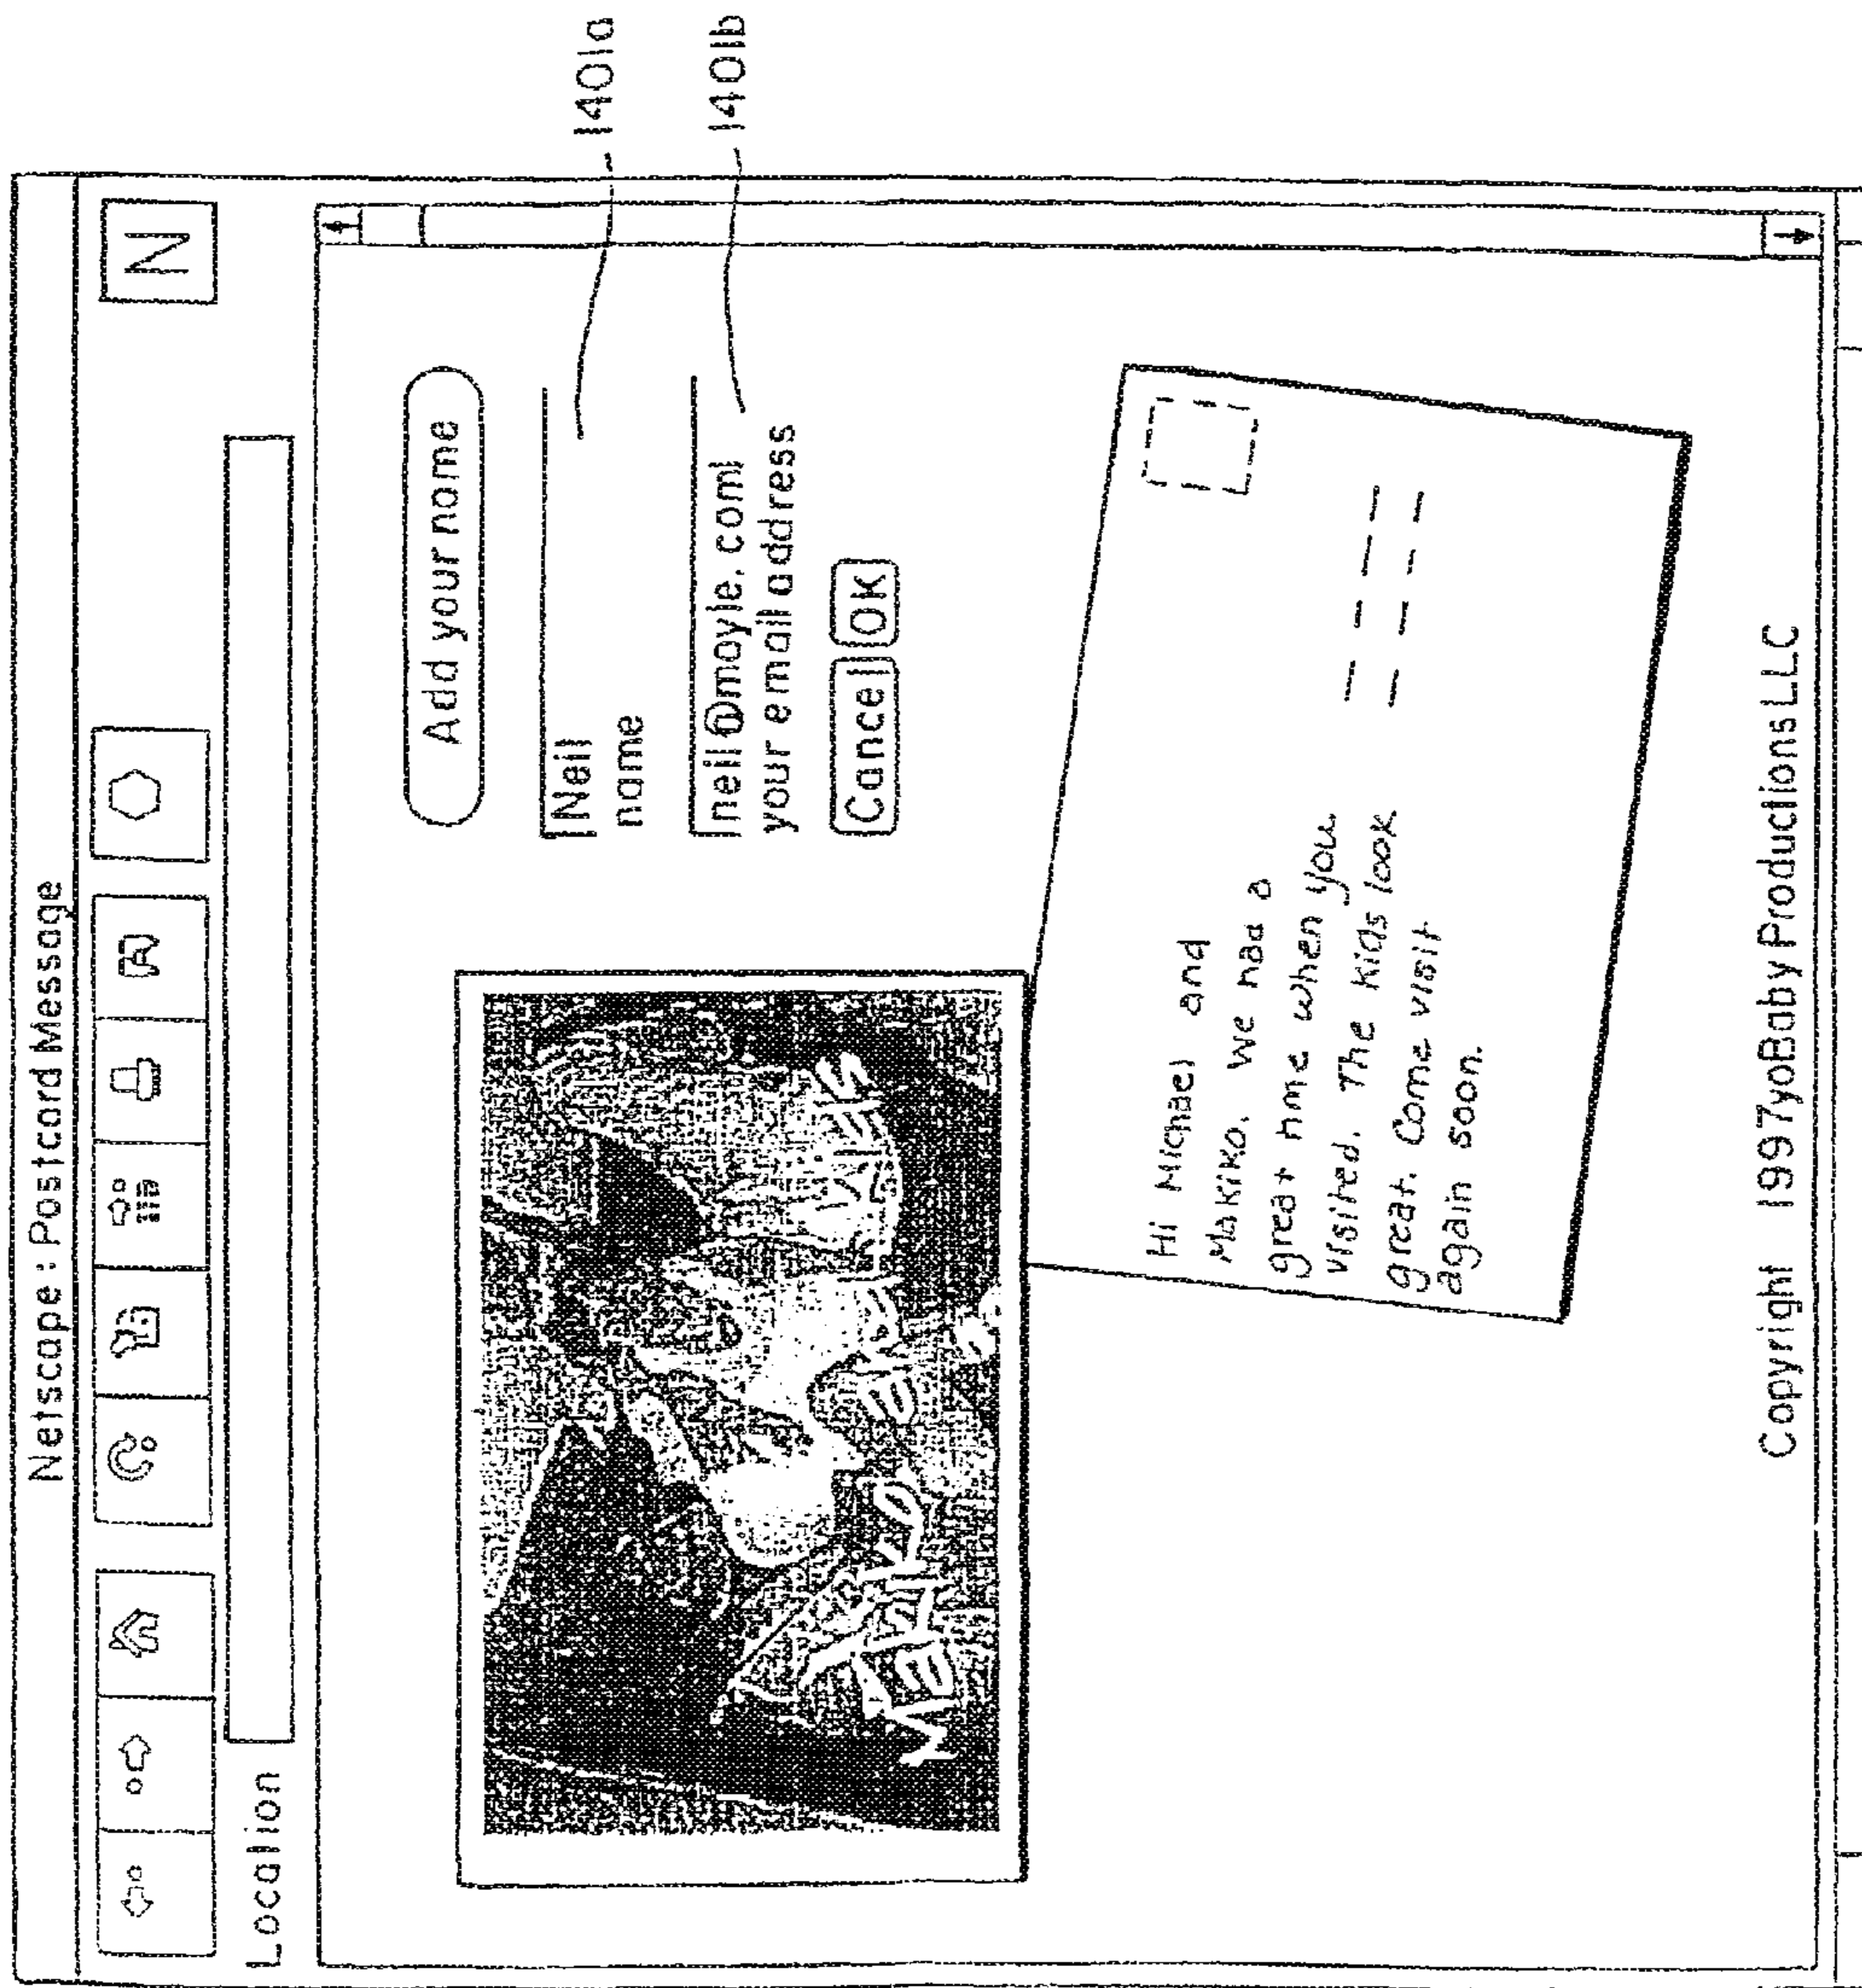 Netscape : Postcard Message
N
Location
Add your name
Neil
name
1401a
neil@moyle.com
your email address
1401b
Cancel OK
Hi Michael and
Makiko. We had a
great time when you
visited. The kids look
great. Come visit
again soon.
Copyright 1997 yoBaby Productions LLC